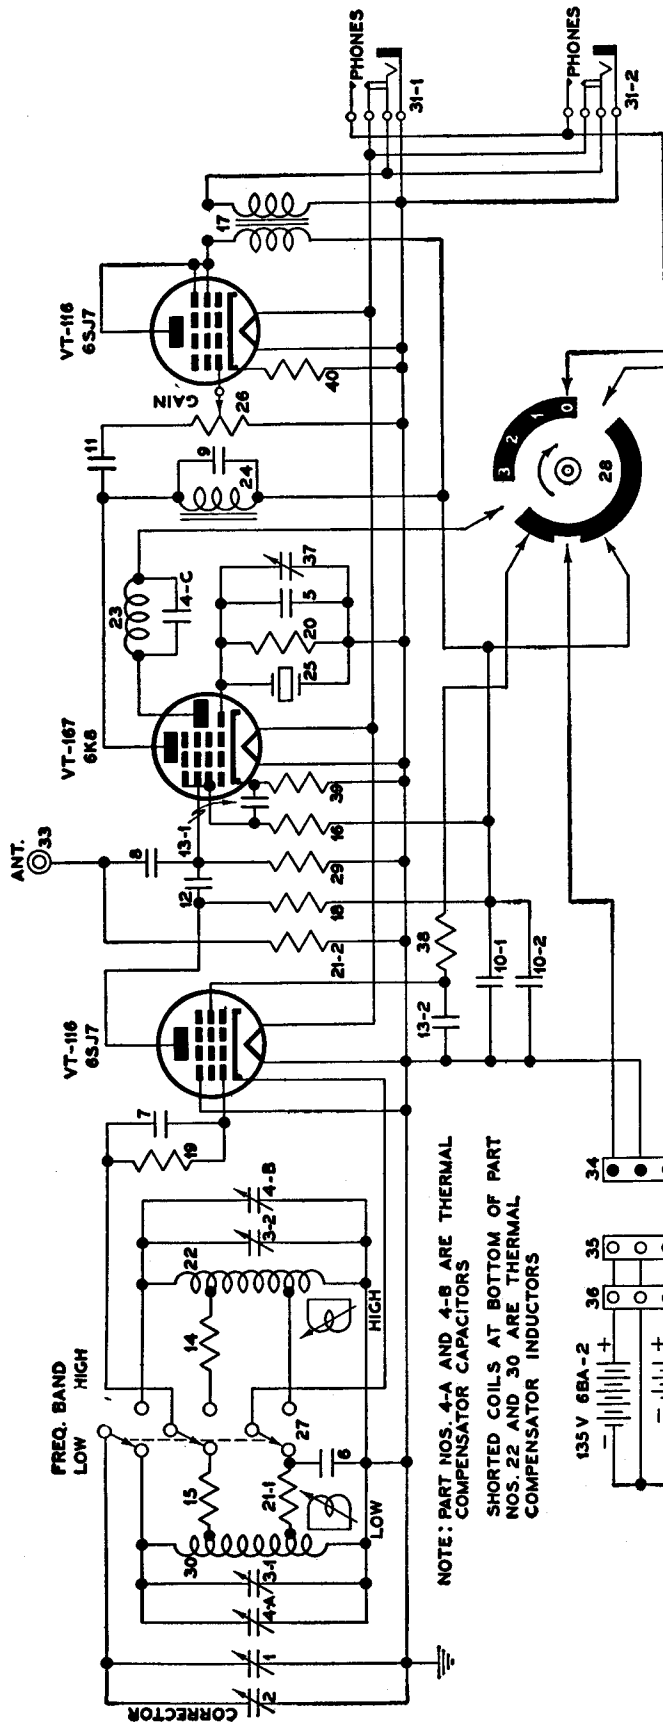 CORRECTOR
2
1
4-A
3-1
30
FREQ. BAND
LOW HIGH
15
14
21-1
LOW
6
27
22
HIGH
3-2
4-B
19
7
VT-116
6SJ7
21-2
18
12
8
ANT.
33
29
16
13-1
39
VT-167
6K8
23
4-C
25
20
5
37
24
9
11
GAIN
26
40
VT-116
6SJ7
17
PHONES
31-1
PHONES
31-2
38
13-2
10-1
10-2
3
2
1
0
28
NOTE: PART NOS. 4-A AND 4-B ARE THERMAL
COMPENSATOR CAPACITORS
SHORTED COILS AT BOTTOM OF PART
NOS. 22 AND 30 ARE THERMAL
COMPENSATOR INDUCTORS
135 V 6BA-2
- +
- +
36
35
34